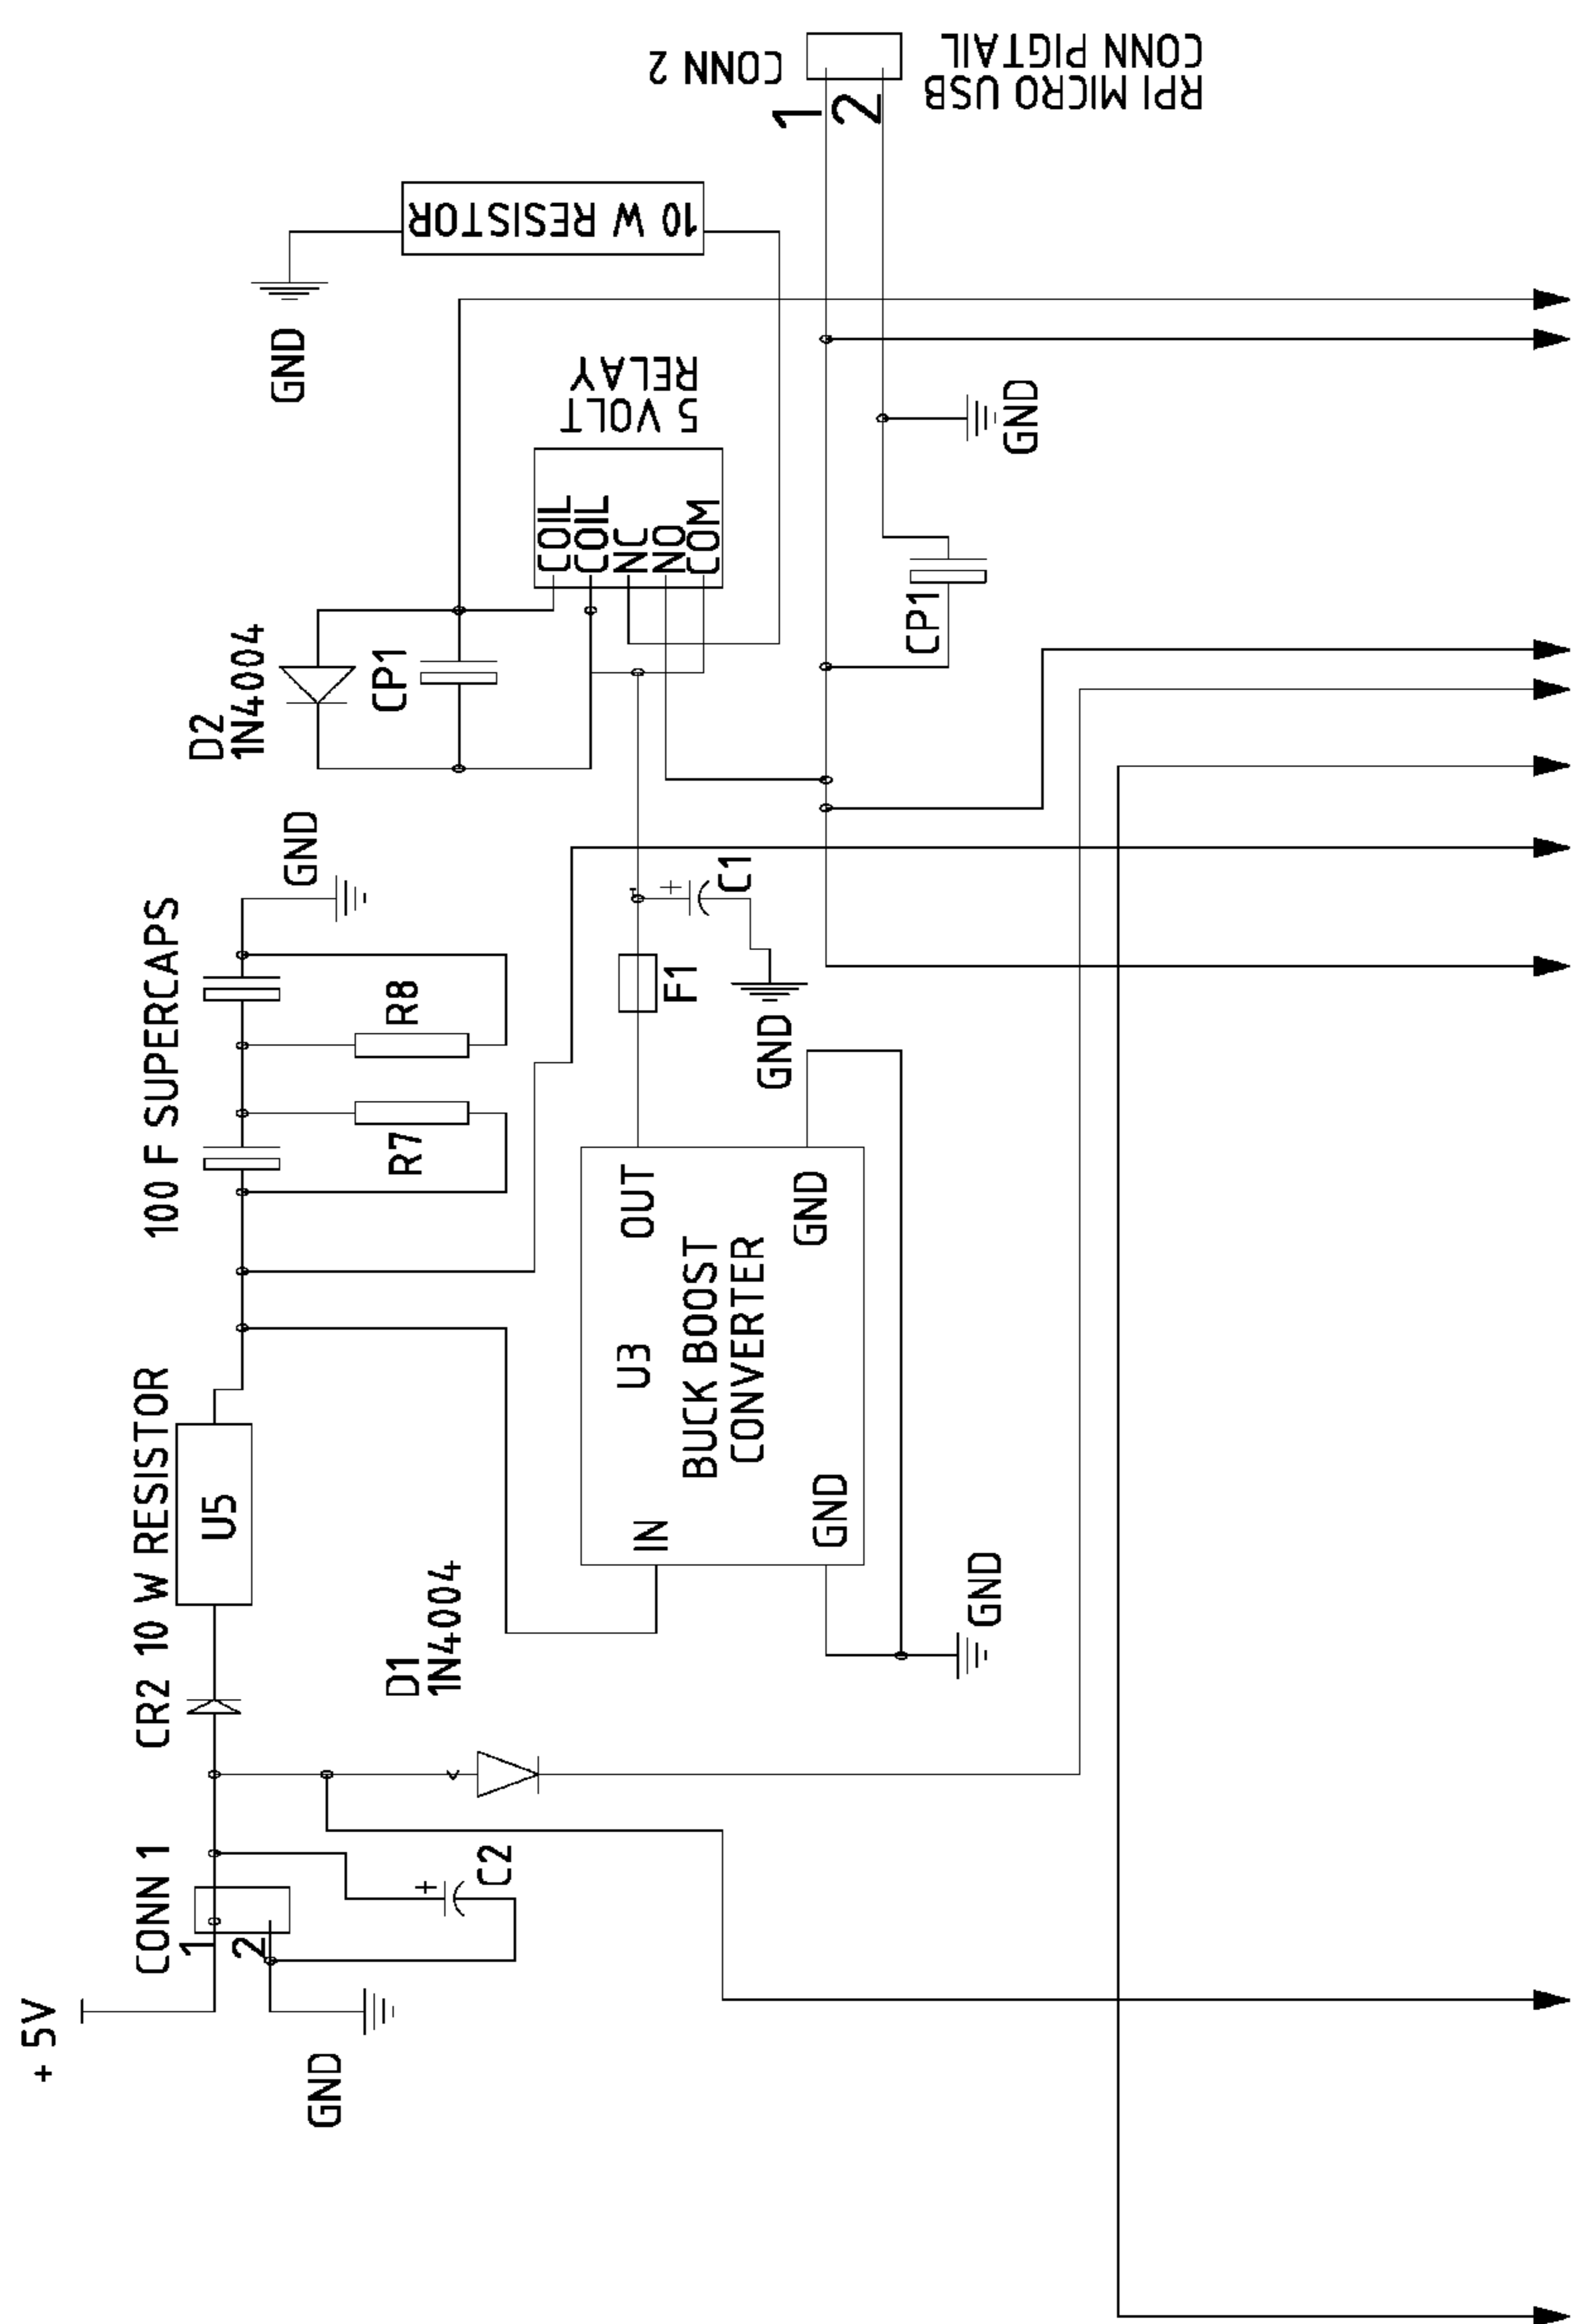 + 5V
CONN 1
1
2
GND
C2
CR2
10 W RESISTOR
U5
D1
1N4004
100 F SUPERCAPS
R7
R8
GND
U3
BUCK BOOST
CONVERTER
IN
OUT
GND
GND
GND
F1
C1
GND
D2
1N4004
CP1
COIL
COIL
NC
NO
COM
5 VOLT
RELAY
GND
10 W RESISTOR
CP1
GND
CONN 2
1
2
RPI MICRO USB
CONN PIGTAIL